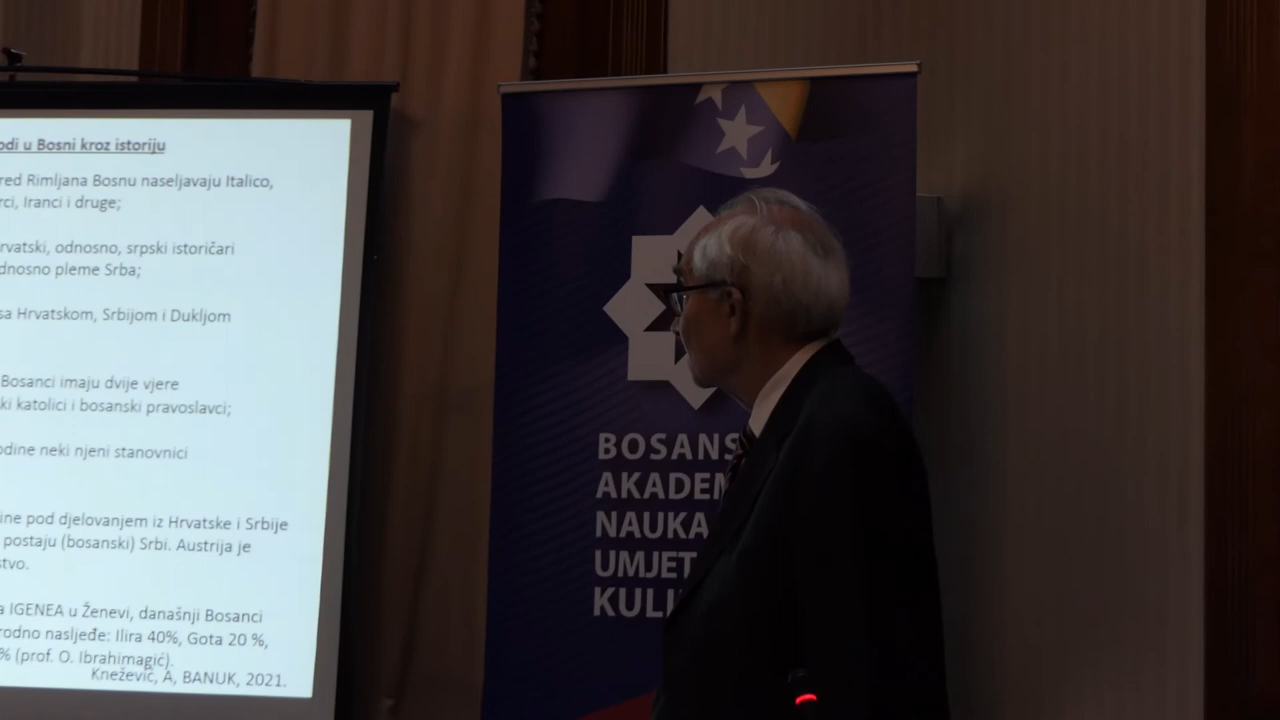 odi u Bosni kroz istoriju
red Rimljana Bosnu naseljavaju Italico,
rci, Iranci i druge;
rvatski, odnosno, srpski istoričari
dnosno pleme Srba;
sa Hrvatskom, Srbijom i Dukljom
Bosanci imaju dvije vjere
ki katolici i bosanski pravoslavci;
odine neki njeni stanovnici
ine pod djelovanjem iz Hrvatske i Srbije
postaju (bosanski) Srbi. Austrija je
stvo.
a IGENEA u Ženevi, današnji Bosanci
rodno nasljeđe: Ilira 40%, Gota 20 %,
% (prof. O. Ibrahimagić).
Knežević, A, BANUK, 2021.
BOSANS
AKADEM
NAUKA
UMJET
KUL